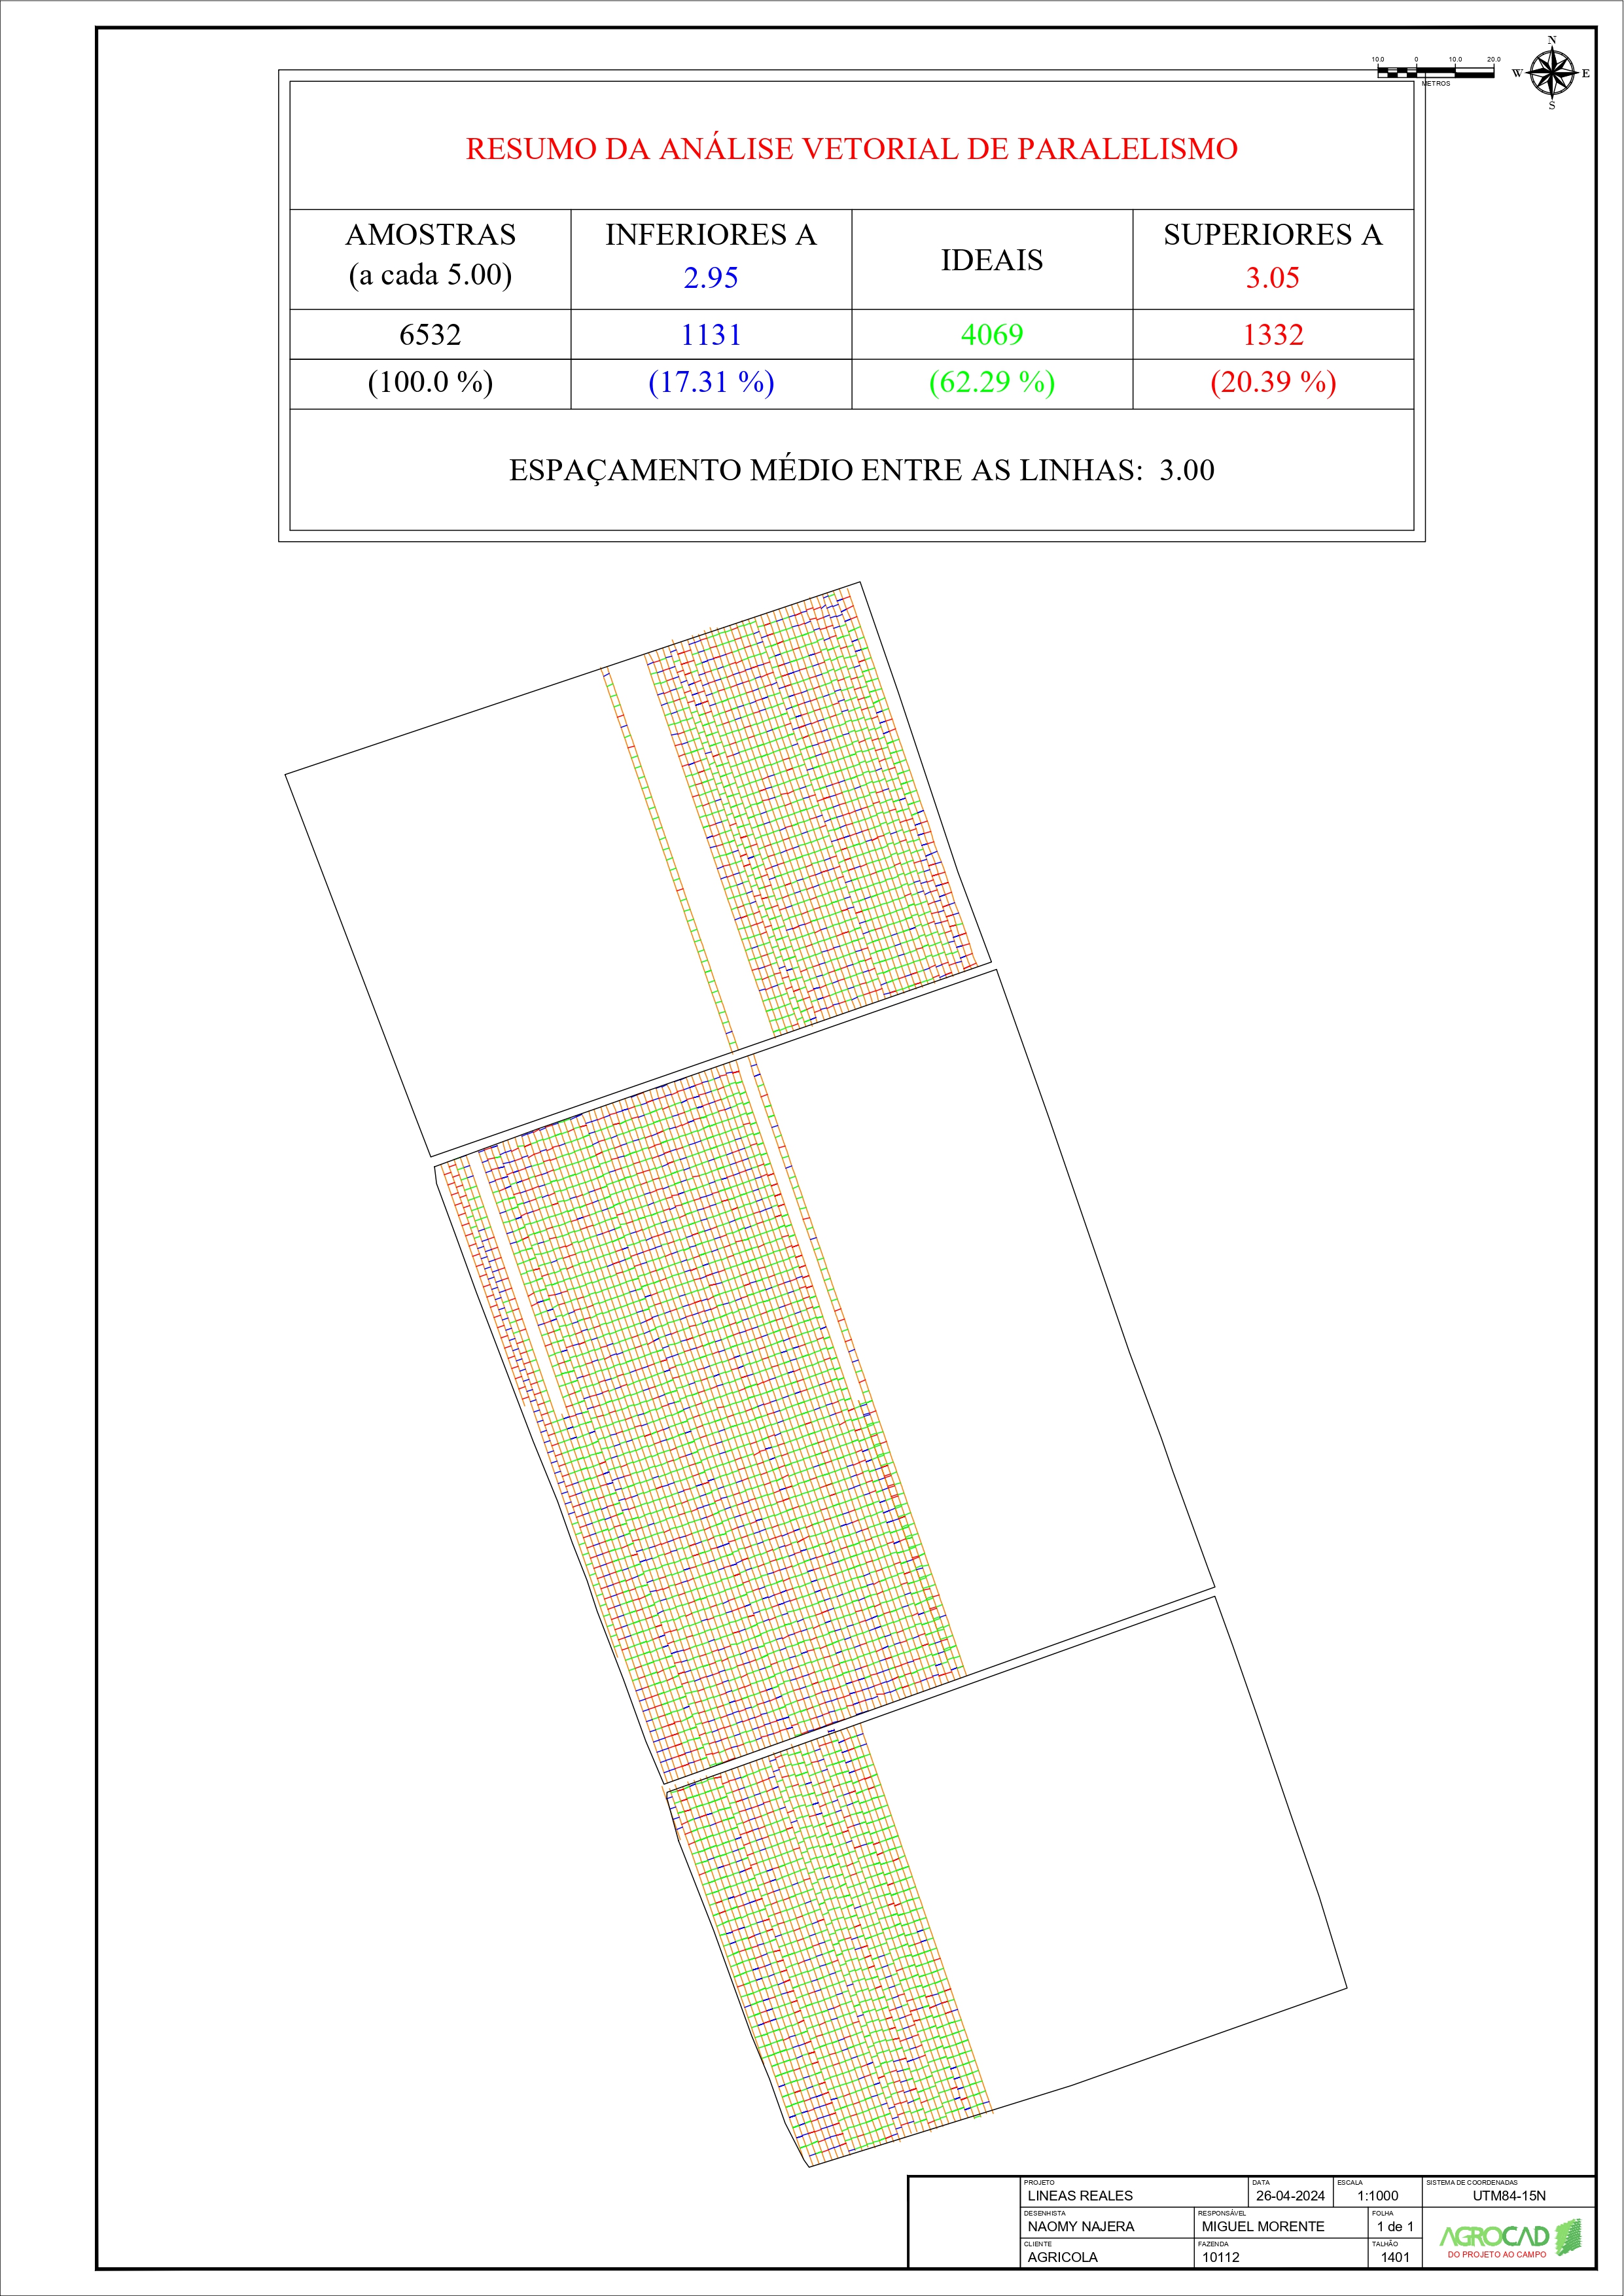 N
10.0 0 10.0 20.0
W E
METROS
S
RESUMO DA ANÁLISE VETORIAL DE PARALELISMO
AMOSTRAS INFERIORES A IDEAIS SUPERIORES A
(a cada 5.00) 2.95 3.05
6532 1131 4069 1332
(100.0 %) (17.31 %) (62.29 %) (20.39 %)
ESPAÇAMENTO MÉDIO ENTRE AS LINHAS: 3.00
PROJETO DATA ESCALA SISTEMA DE COORDENADAS
LINEAS REALES 26-04-2024 1:1000 UTM84-15N
DESENHISTA RESPONSÁVEL FOLHA
NAOMY NAJERA MIGUEL MORENTE 1 de 1
CLIENTE FAZENDA TALHÃO
AGRICOLA 10112 1401
AGROCAD
DO PROJETO AO CAMPO